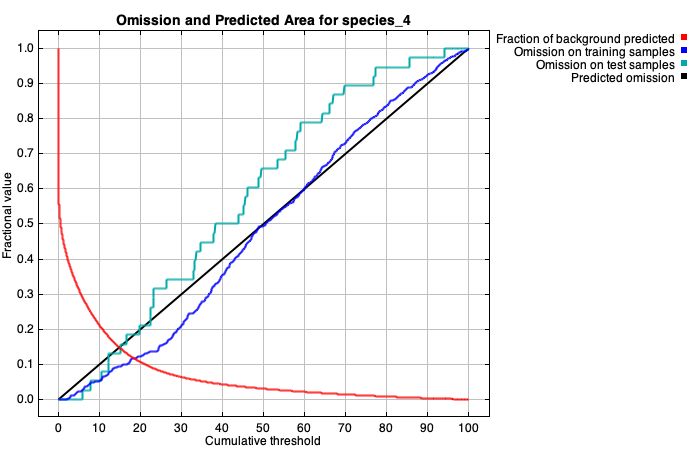 Omission and Predicted Area for species_4
Fraction of background predicted
Omission on training samples
Omission on test samples
Predicted omission
Fractional value
1.0
0.9
0.8
0.7
0.6
0.5
0.4
0.3
0.2
0.1
0.0
0 10 20 30 40 50 60 70 80 90 100
Cumulative threshold